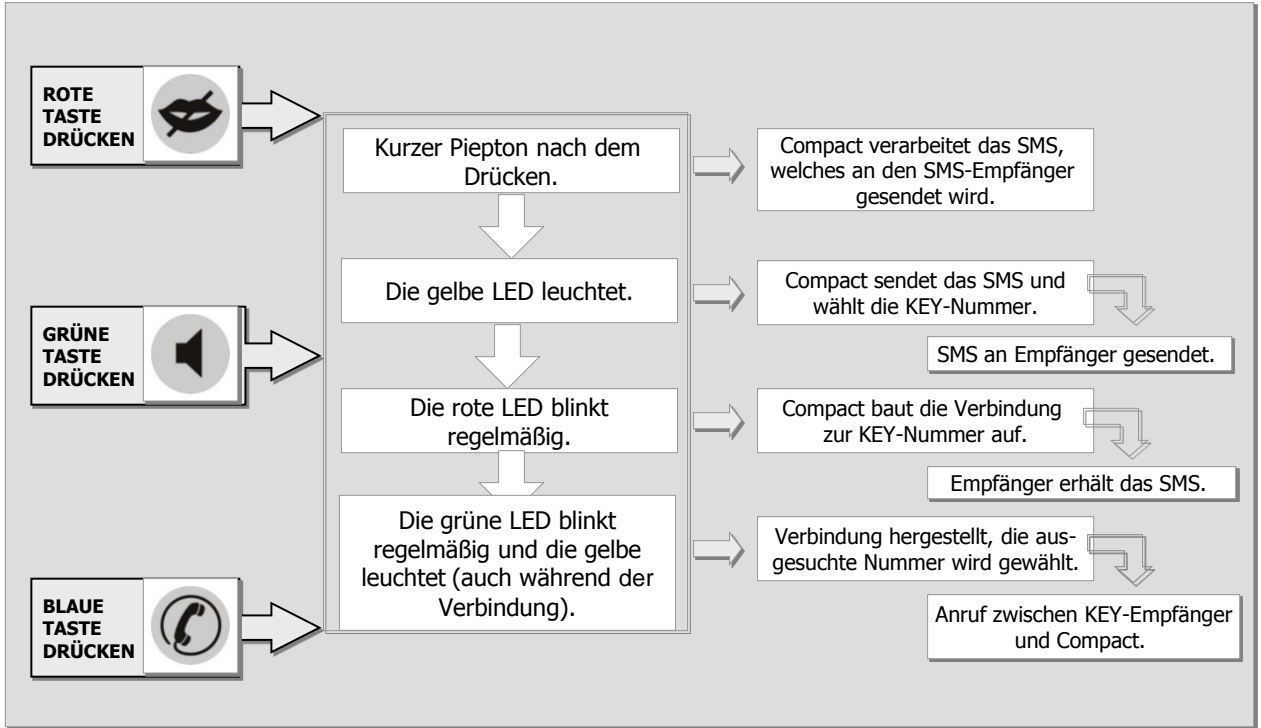 ROTE
TASTE
DRÜCKEN
Kurzer Piepton nach dem
Drücken.
Compact verarbeitet das SMS,
welches an den SMS-Empfänger
gesendet wird.
Die gelbe LED leuchtet.
Compact sendet das SMS und
wählt die KEY-Nummer.
SMS an Empfänger gesendet.
GRÜNE
TASTE
DRÜCKEN
Die rote LED blinkt
regelmäßig.
Compact baut die Verbindung
zur KEY-Nummer auf.
Empfänger erhält das SMS.
Die grüne LED blinkt
regelmäßig und die gelbe
leuchtet (auch während der
Verbindung).
Verbindung hergestellt, die aus-
gesuchte Nummer wird gewählt.
Anruf zwischen KEY-Empfänger
und Compact.
BLAUE
TASTE
DRÜCKEN